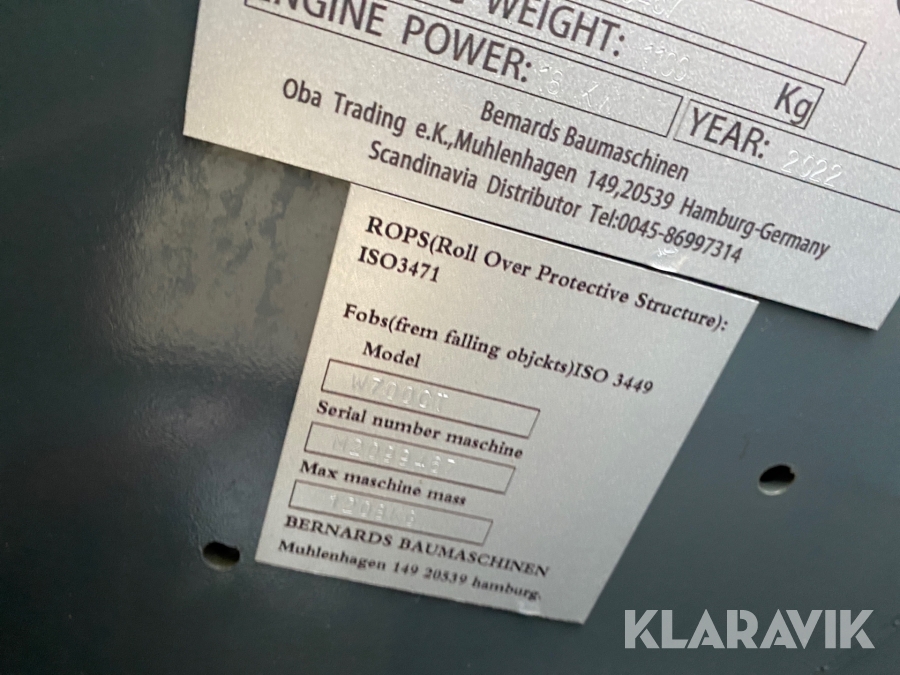 WEIGHT:
Kg
ENGINE POWER:
YEAR: 2022
Bemards Baumaschinen
Oba Trading e.K.,Muhlenhagen 149,20539 Hamburg-Germany
Scandinavia Distributor Tel:0045-86997314
ROPS(Roll Over Protective Structure):
ISO3471
Fobs(frem falling objckts)ISO 3449
Model
Serial number maschine
Max maschine mass
BERNARDS BAUMASCHINEN
Muhlenhagen 149 20539 hamburg.
KLARAVIK